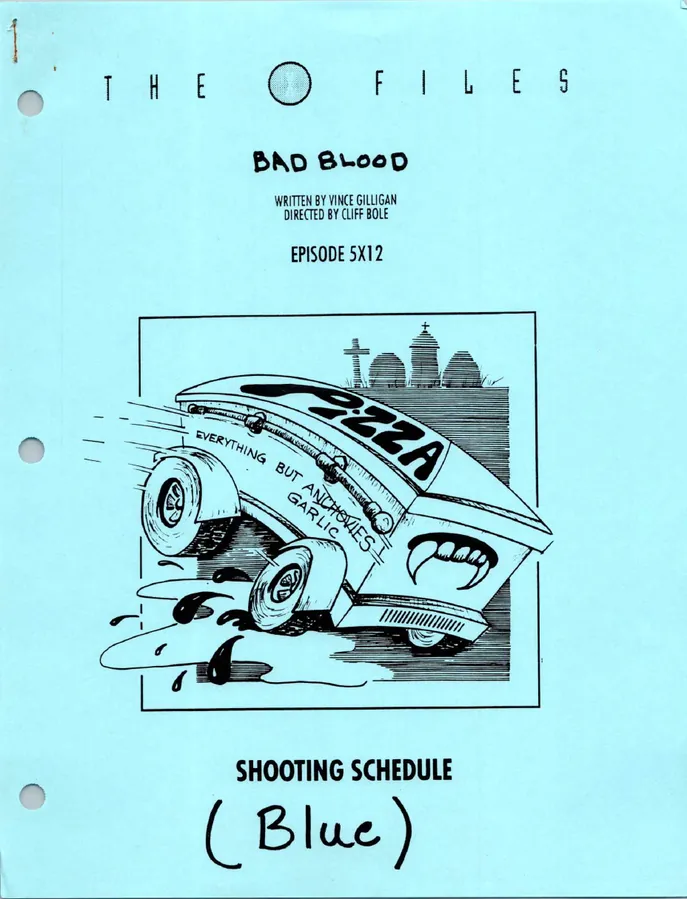 THE FILES
BAD BLOOD
WRITTEN BY VINCE GILLIGAN
DIRECTED BY CLIFF BOLE
EPISODE 5X12
PIZZA
EVERYTHING BUT ANCHOVIES
GARLIC
SHOOTING SCHEDULE
(Blue)